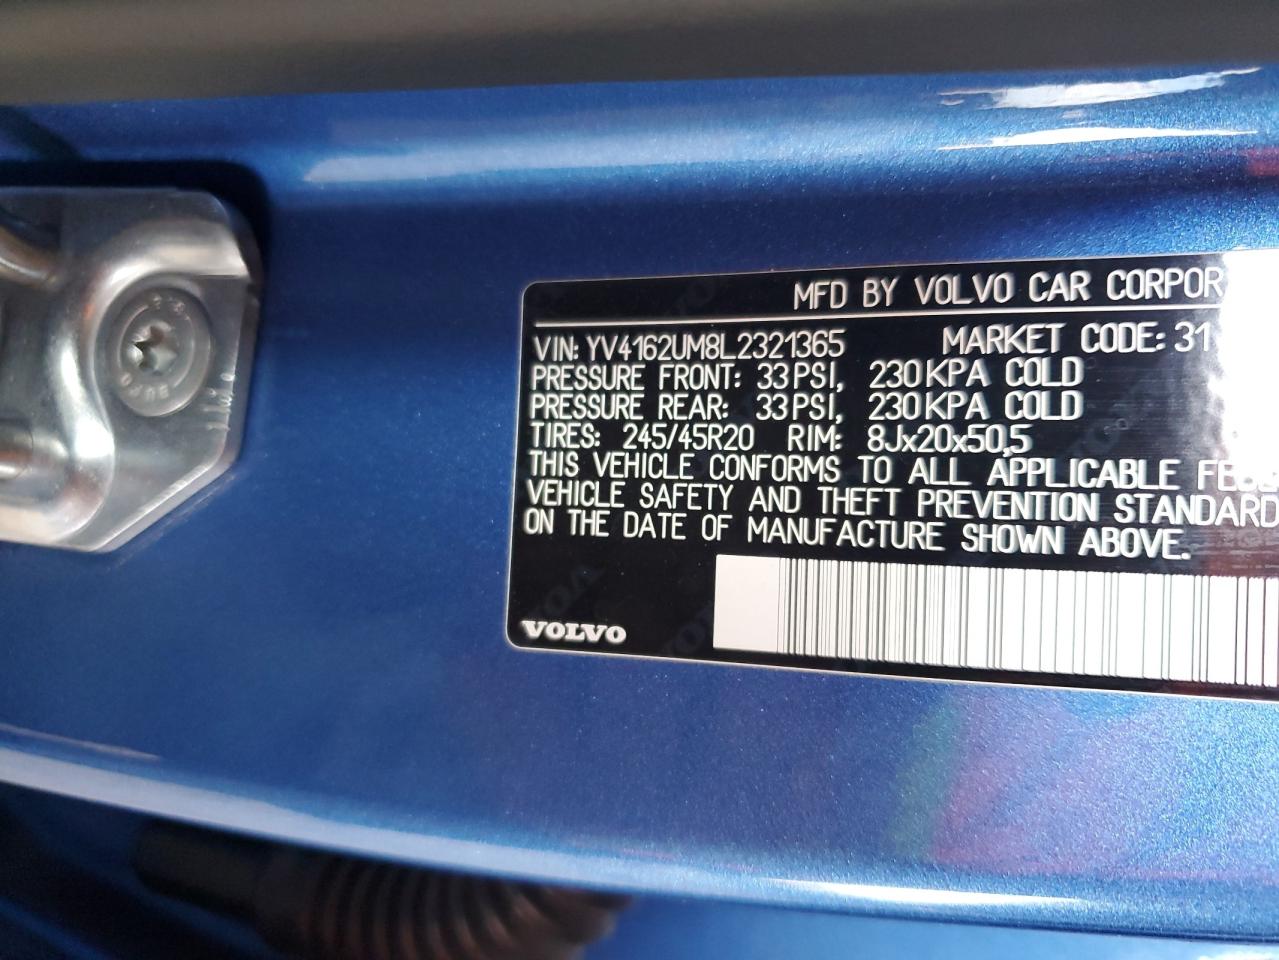 MFD BY VOLVO CAR CORPOR
VIN: YV4162UM8L2321365 MARKET CODE: 31
PRESSURE FRONT: 33 PSI, 230 KPA COLD
PRESSURE REAR: 33 PSI, 230 KPA COLD
TIRES: 245/45R20 RIM: 8Jx20x50,5
THIS VEHICLE CONFORMS TO ALL APPLICABLE
VEHICLE SAFETY AND THEFT PREVENTION STANDARD
ON THE DATE OF MANUFACTURE SHOWN ABOVE.
VOLVO